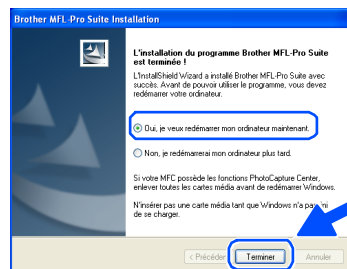 Brother MFL-Pro Suite Installation
L'installation du programme Brother MFL-Pro Suite
est terminée !
L'InstallShield Wizard a installé Brother MFL-Pro Suite avec
succès. Avant de pouvoir utiliser le programme, vous devez
redémarrer votre ordinateur.
Oui, je veux redémarrer mon ordinateur maintenant.
Non, je redémarrerai mon ordinateur plus tard.
Si votre MFC possède les fonctions PhotoCapture Center,
enlever toutes les cartes média avant de redémarrer Windows.
N'insérer pas une carte média tant que Windows n'a pas
de se charger.
< Précéder
Terminer
Annuler